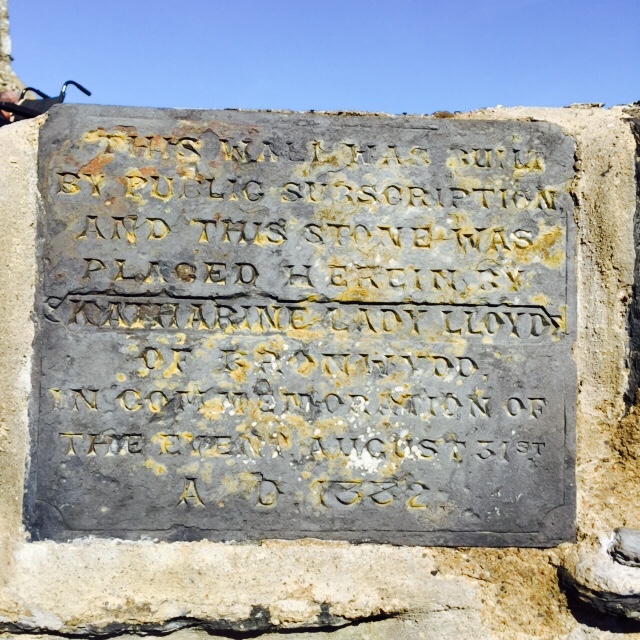 THIS WALL WAS BUILT
BY PUBLIC SUBSCRIPTION
AND THIS STONE WAS
PLACED HEREIN BY
KATHARINE LADY LLOYD
OF BRONWYDD
IN COMMEMORATION OF
THE EVENT AUGUST 31ST
A D 1882